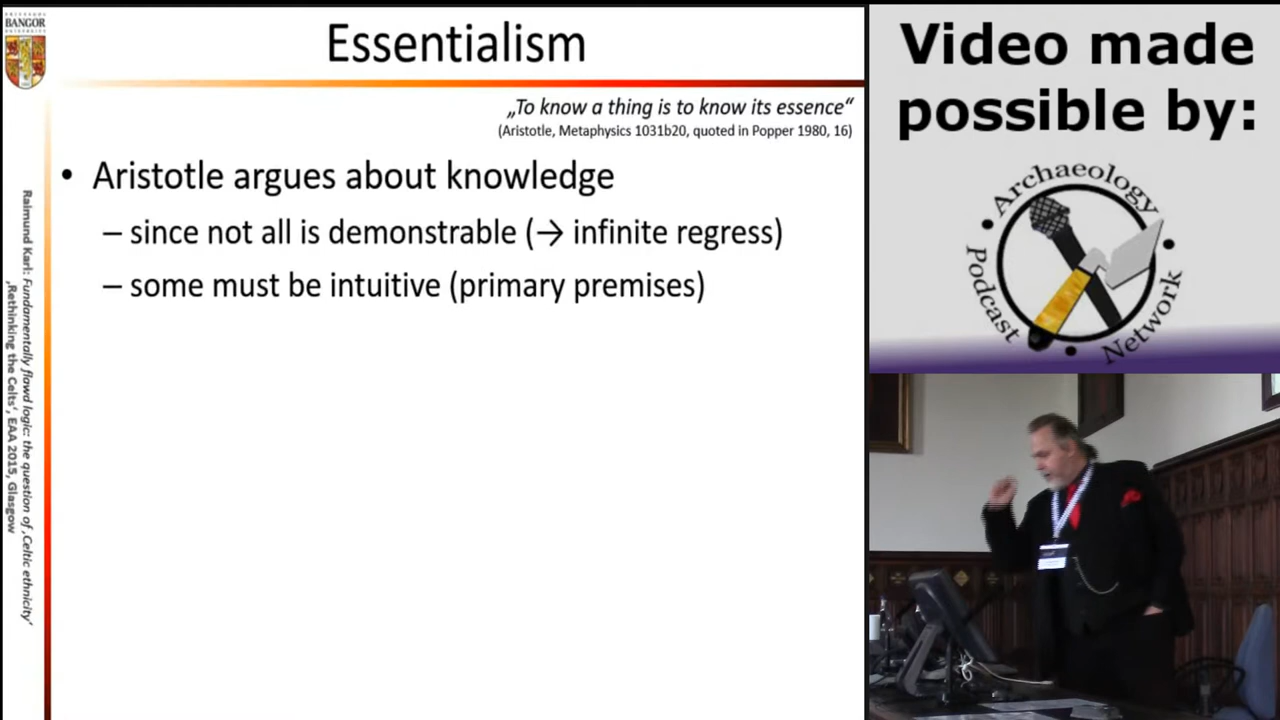 BANGOR
Essentialism
„To know a thing is to know its essence“
(Aristotle, Metaphysics 1031b20, quoted in Popper 1980, 16)
• Aristotle argues about knowledge
– since not all is demonstrable (→ infinite regress)
– some must be intuitive (primary premises)
Raimund Karl: Fundamentally flawd logic: the question of ‚Celtic ethnicity‘
‚Rethinking the Celts‘, EAA 2015, Glasgow
Video made
possible by:
Archaeology
Podcast
Network